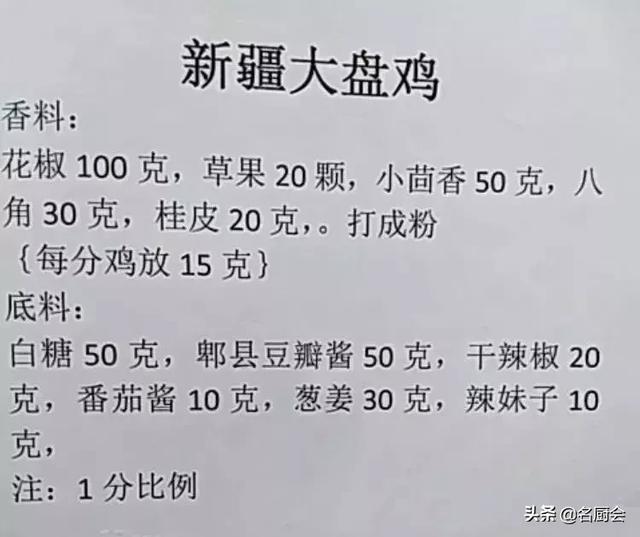 新疆大盘鸡
香料：
花椒 100 克，草果 20 颗，小茴香 50 克，八
角 30 克，桂皮 20 克，。打成粉
｛每分鸡放 15 克｝
底料：
白糖 50 克，郫县豆瓣酱 50 克，干辣椒 20
克，番茄酱 10 克，葱姜 30 克，辣妹子 10
克，
注：1 分比例
头条 @名厨会